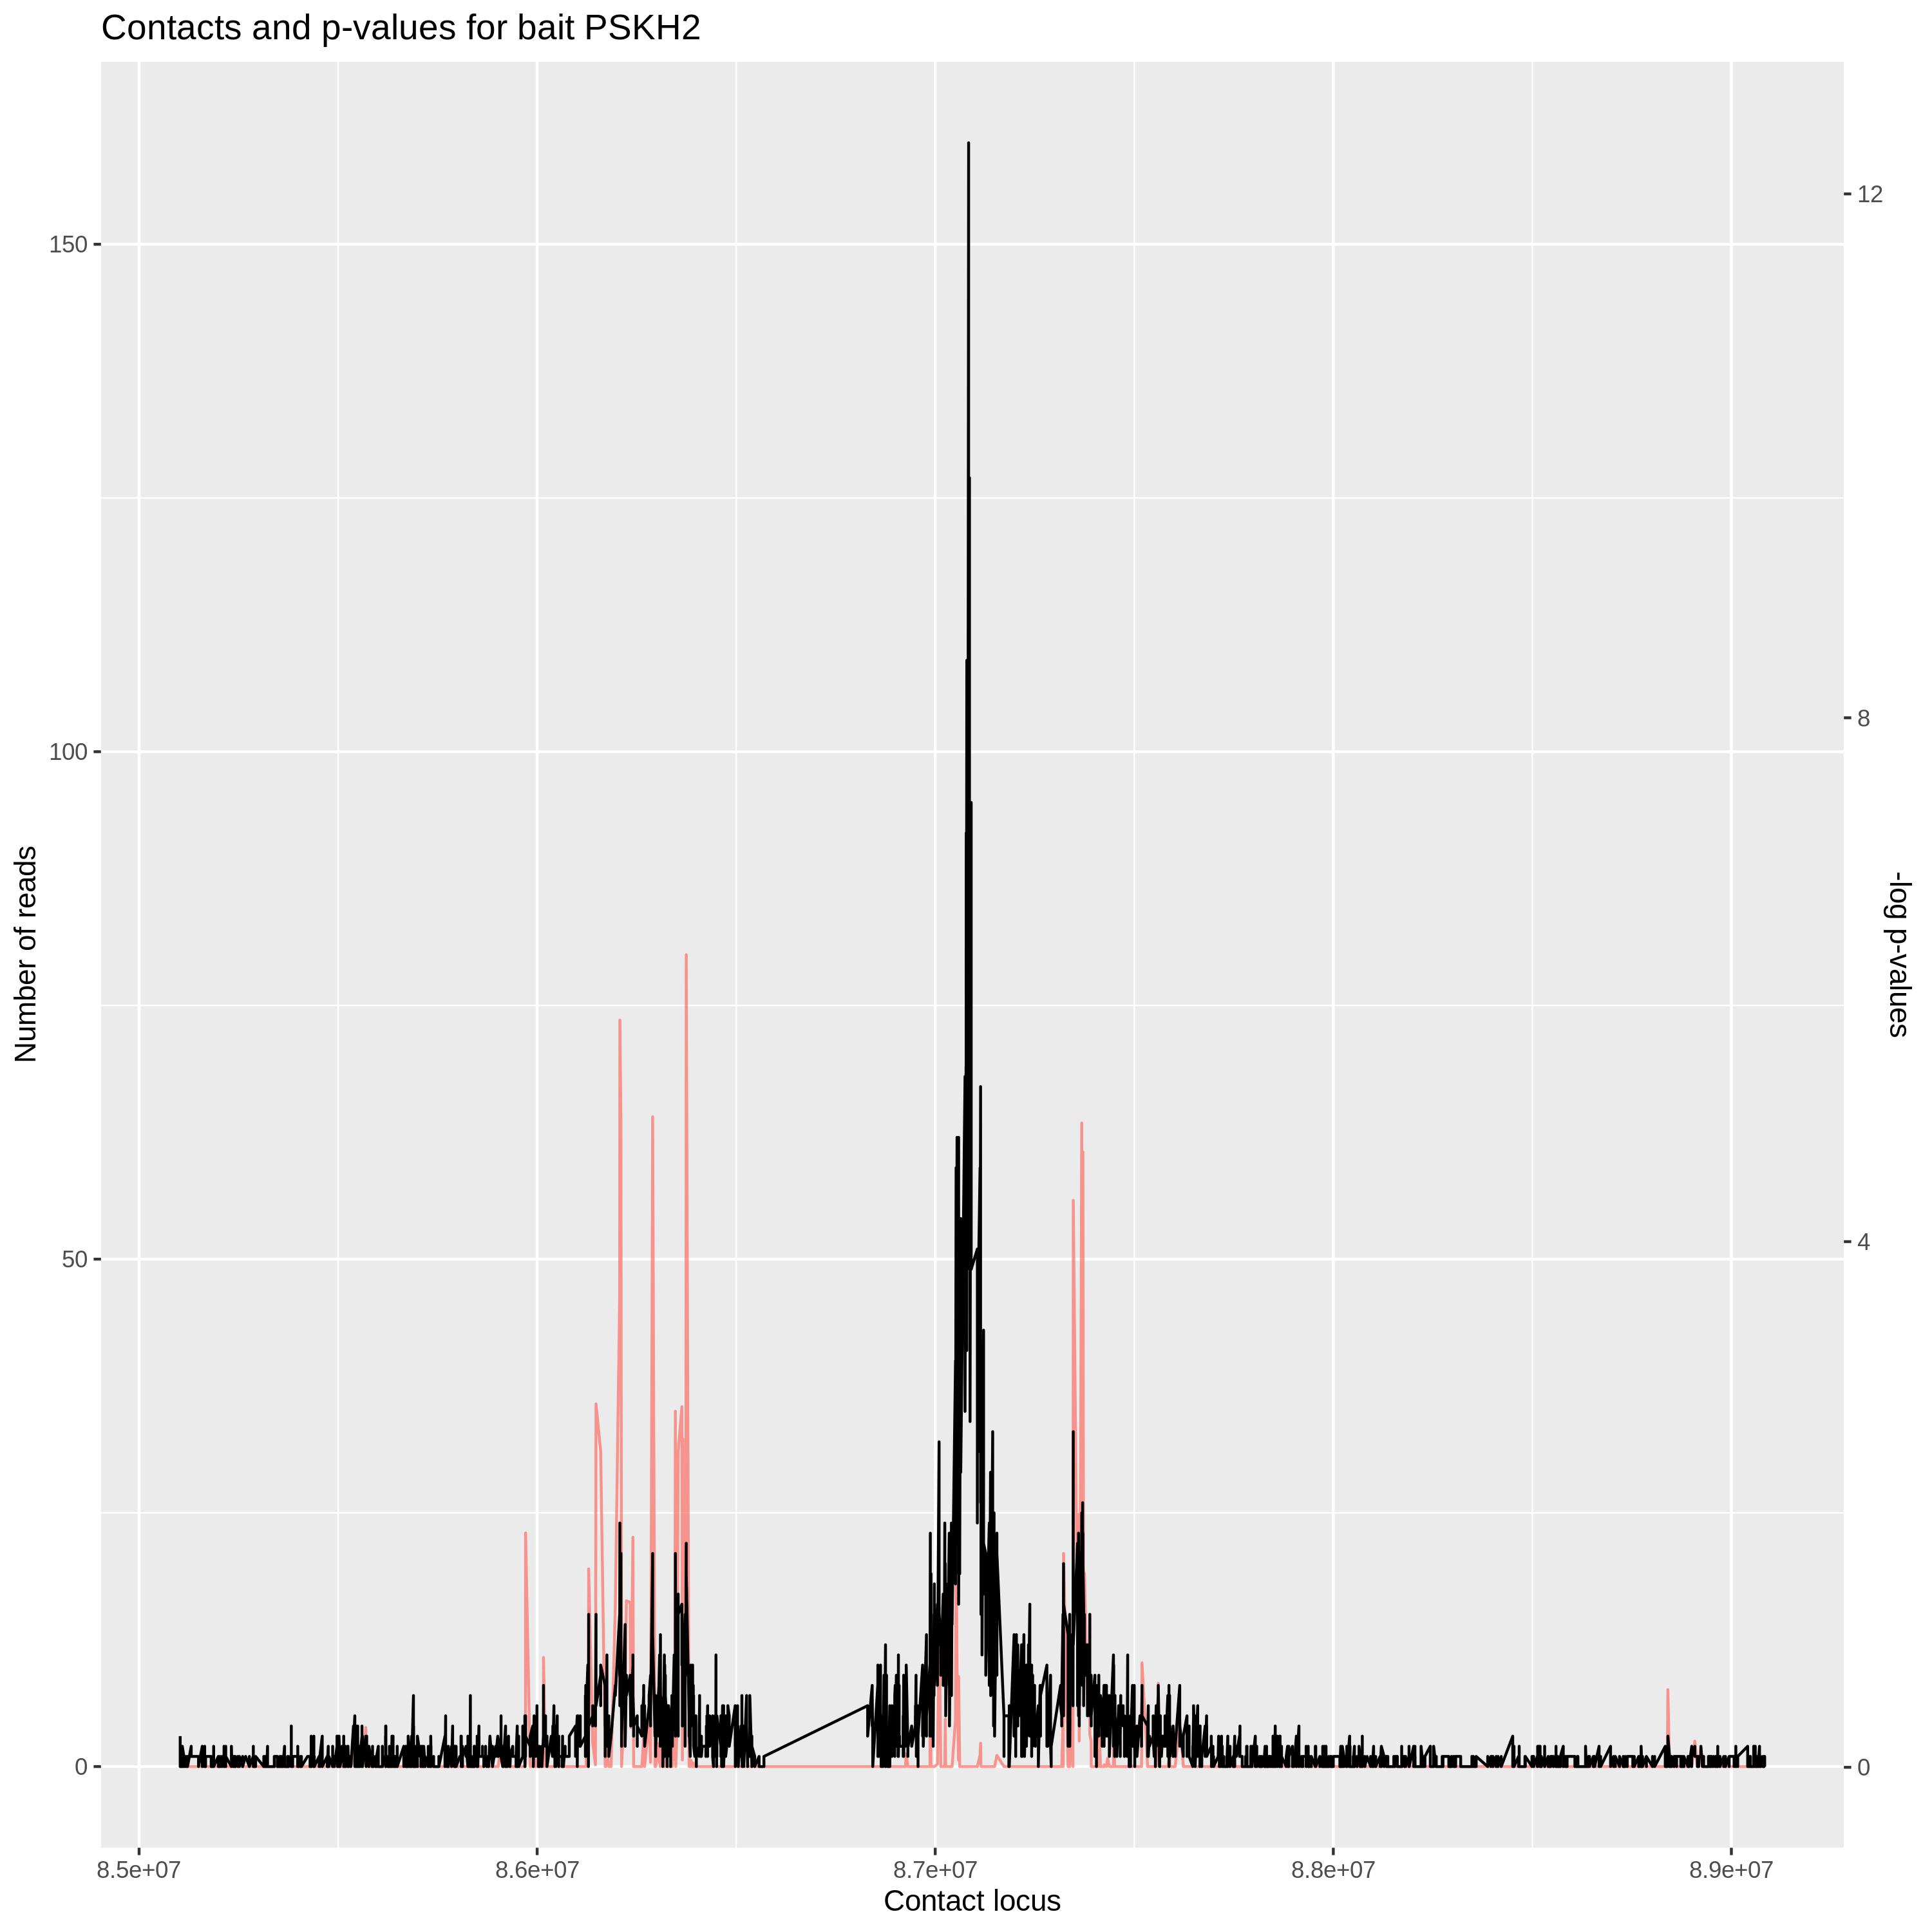 Contacts and p-values for bait PSKH2
12
150
8
100
Number of reads
-log p-values
4
50
0
0
8.5e+07 8.6e+07 8.7e+07 8.8e+07 8.9e+07
Contact locus